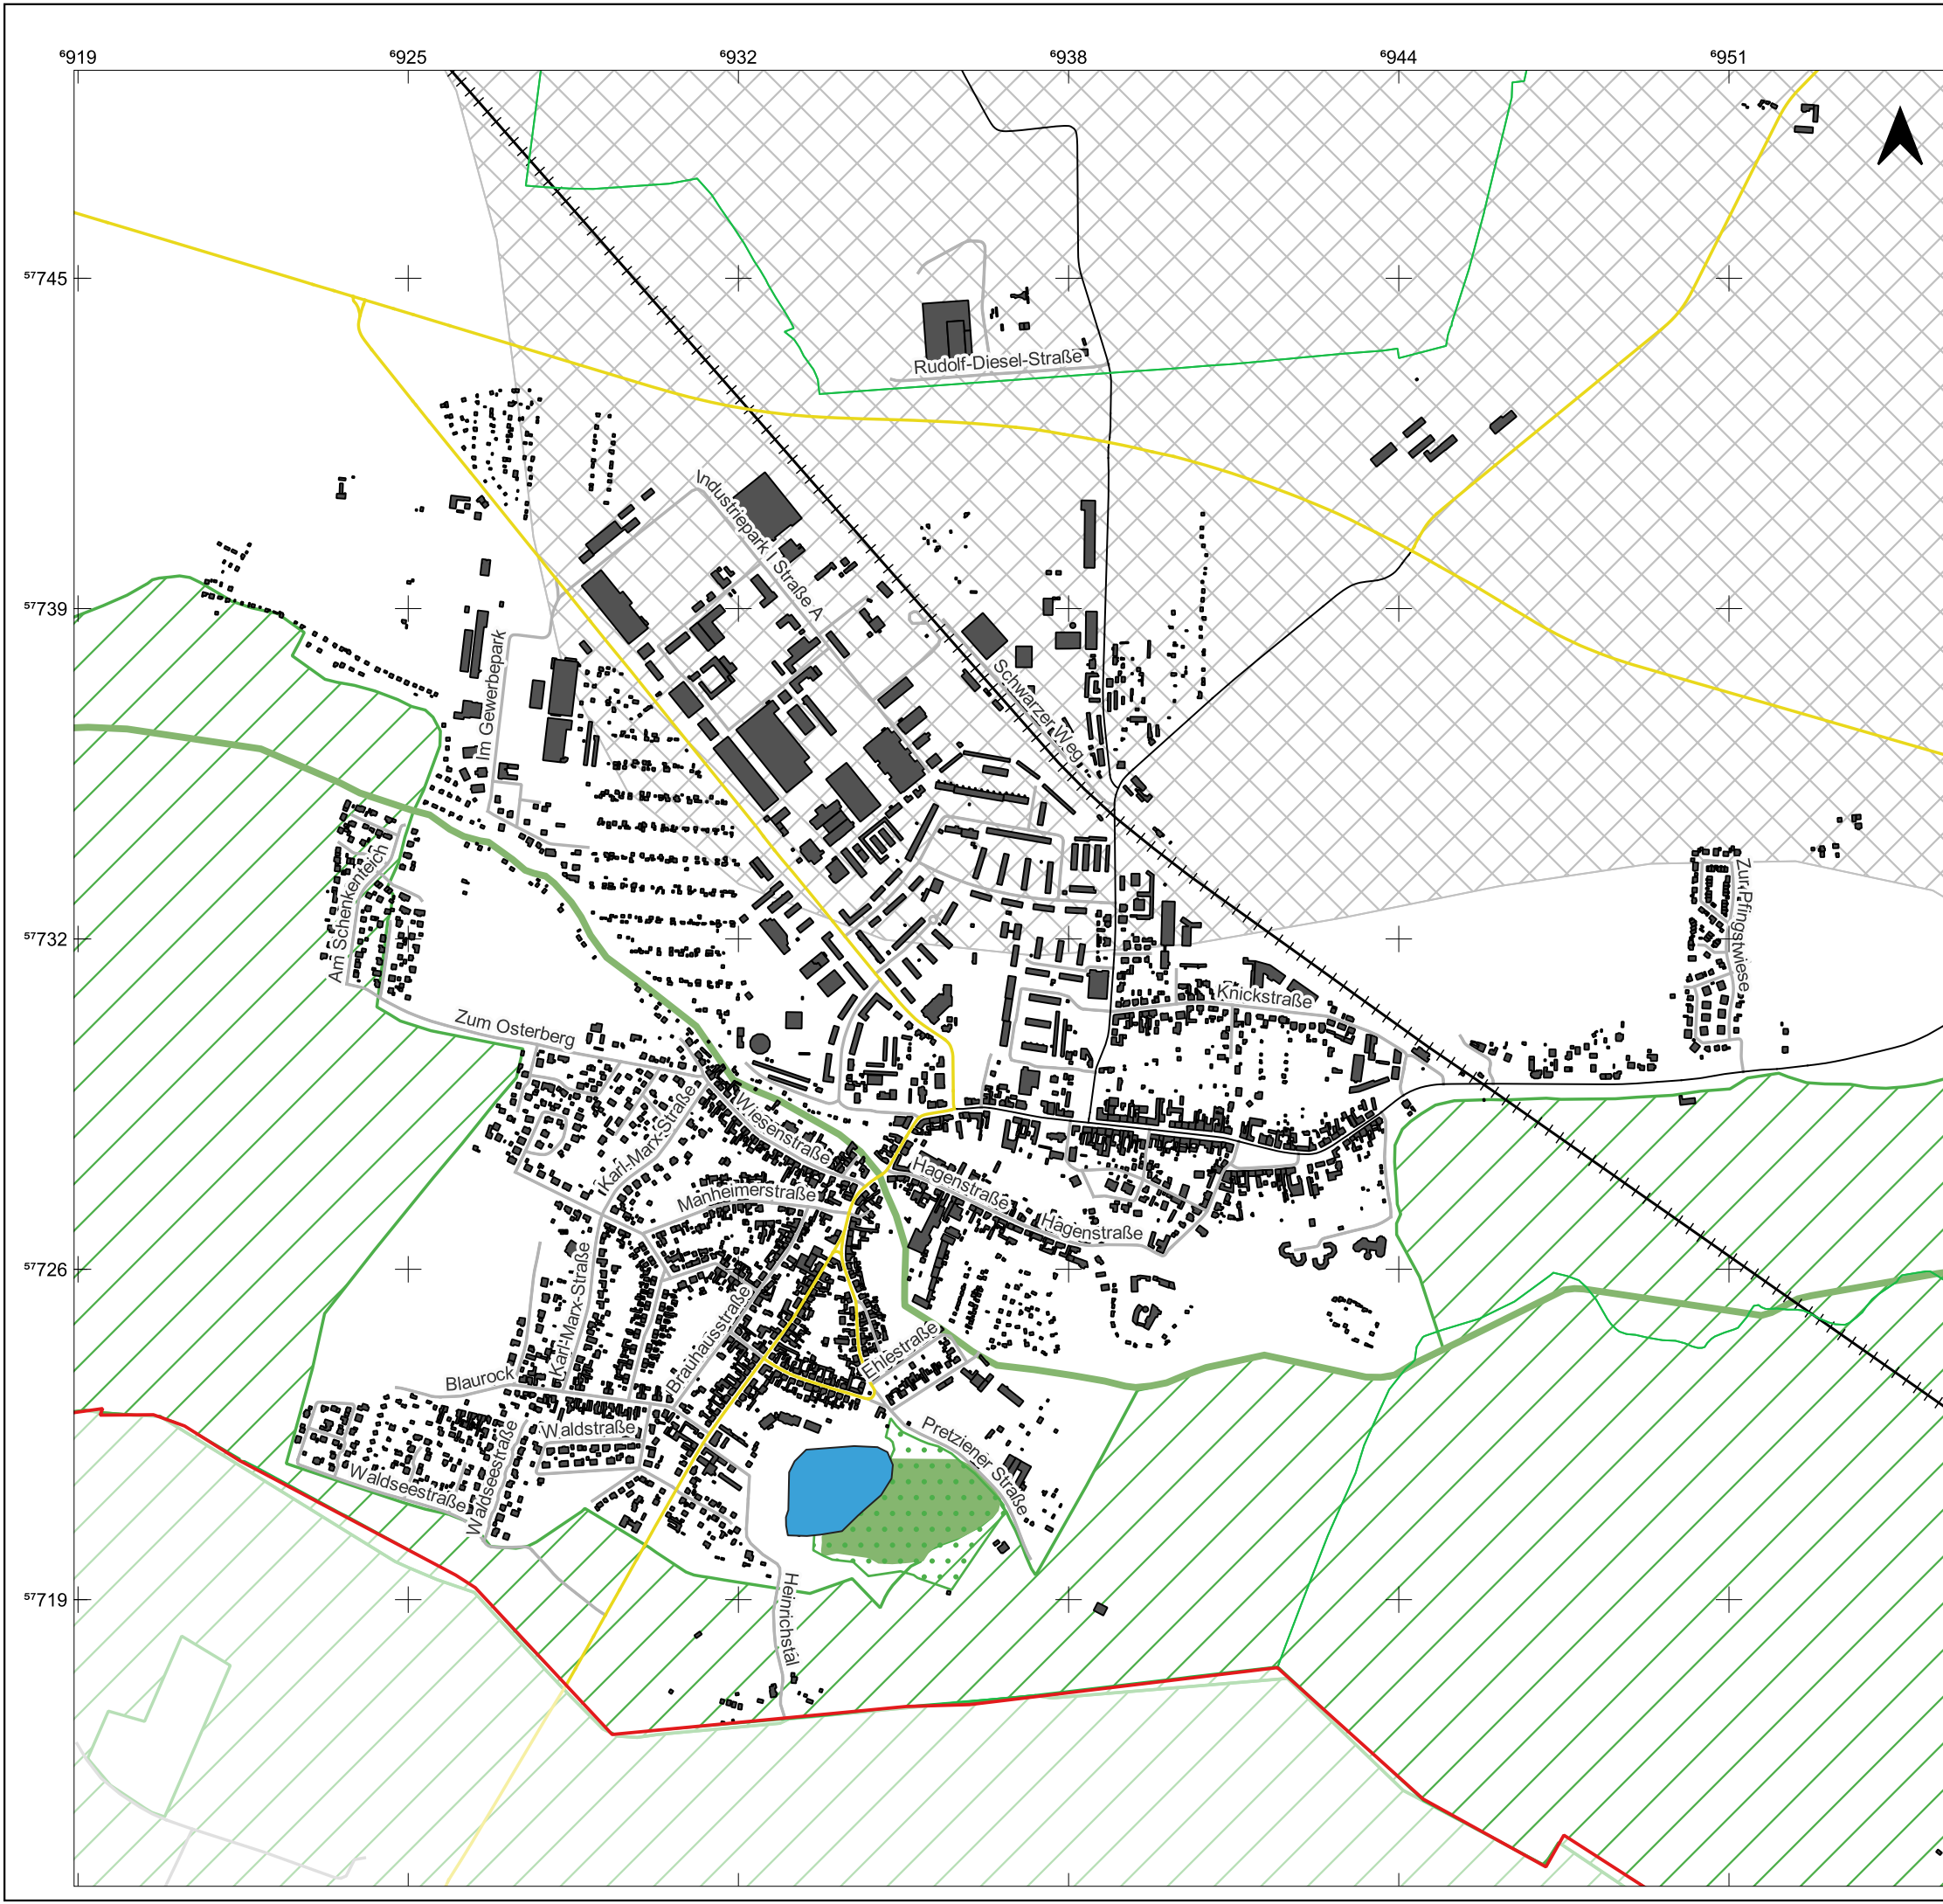 ⁶919 ⁶925 ⁶932 ⁶938 ⁶944 ⁶951
⁵⁷745
Rudolf-Diesel-Straße
Industriepark I Straße A
⁵⁷739
Im Gewerbepark
Schwarzer Weg
Am Schenkenteich
Zur Pfingstwiese
⁵⁷732
Knickstraße
Zum Osterberg
Karl-Marx-Straße
Wiesenstraße
Hagenstraße
Manheimerstraße
Hagenstraße
⁵⁷726
Karl-Marx-Straße
Brauhausstraße
Ehlestraße
Blaurock
Waldstraße
Pretziener Straße
Waldseestraße
Waldseestraße
⁵⁷719
Heinrichstal